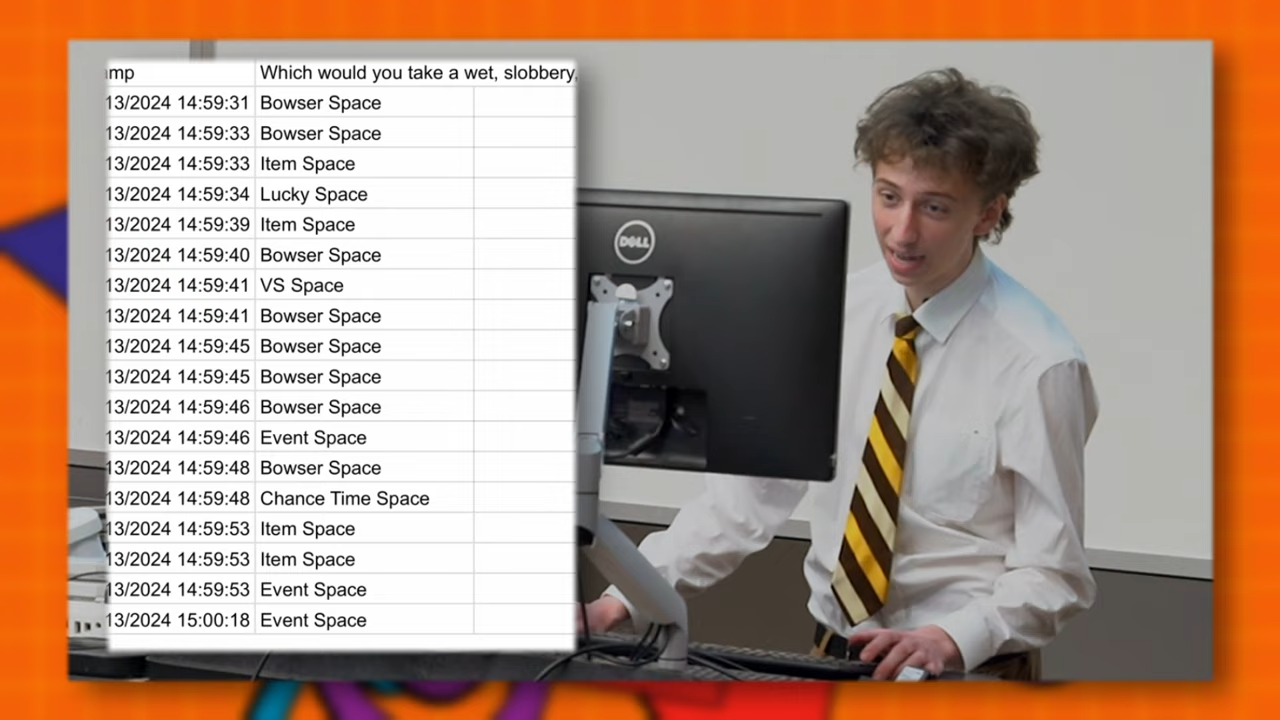 mp Which would you take a wet, slobbery,
13/2024 14:59:31 Bowser Space
13/2024 14:59:33 Bowser Space
13/2024 14:59:33 Item Space
13/2024 14:59:34 Lucky Space
13/2024 14:59:39 Item Space
13/2024 14:59:40 Bowser Space
13/2024 14:59:41 VS Space
13/2024 14:59:41 Bowser Space
13/2024 14:59:45 Bowser Space
13/2024 14:59:45 Bowser Space
13/2024 14:59:46 Bowser Space
13/2024 14:59:46 Event Space
13/2024 14:59:48 Bowser Space
13/2024 14:59:48 Chance Time Space
13/2024 14:59:53 Item Space
13/2024 14:59:53 Item Space
13/2024 14:59:53 Event Space
13/2024 15:00:18 Event Space
DELL